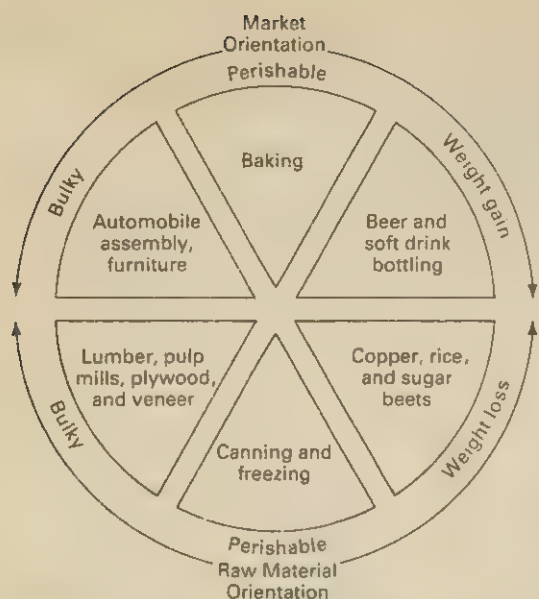 Market
Orientation
Perishable
Bulky
Weight gain
Baking
Automobile
assembly,
furniture
Beer and
soft drink
bottling
Lumber, pulp
mills, plywood,
and veneer
Copper, rice,
and sugar
beets
Canning and
freezing
Bulky
Weight loss
Perishable
Raw Material
Orientation